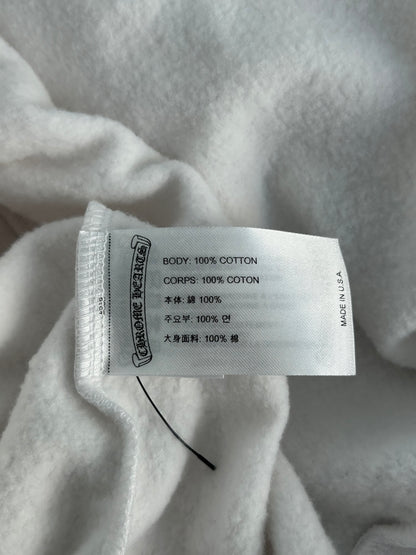 CHROME HEARTS
BODY: 100% COTTON
CORPS: 100% COTON
本体: 綿 100%
주요부: 100% 면
大身面料: 100% 棉
MADE IN U.S.A